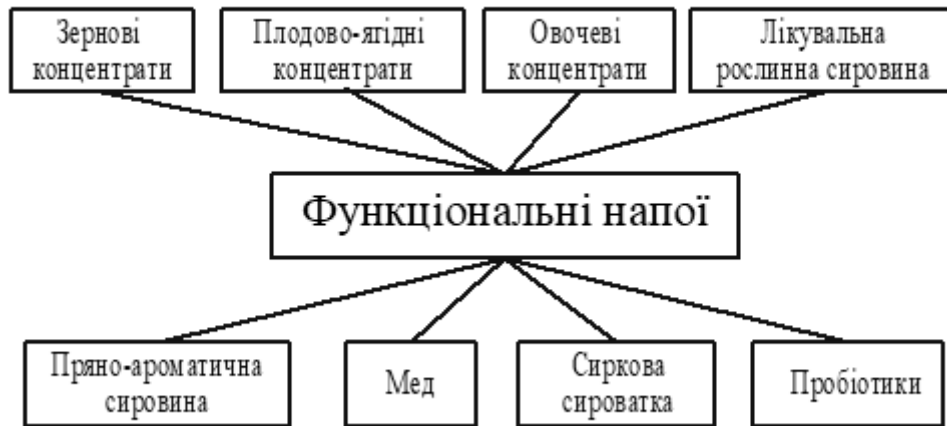 Зернові
концентрати
Плодово-ягідні
концентрати
Овочеві
концентрати
Лікувальна
рослинна сировина
Функціональні напої
Пряно-ароматична
сировина
Мед
Сиркова
сироватка
Пробіотики